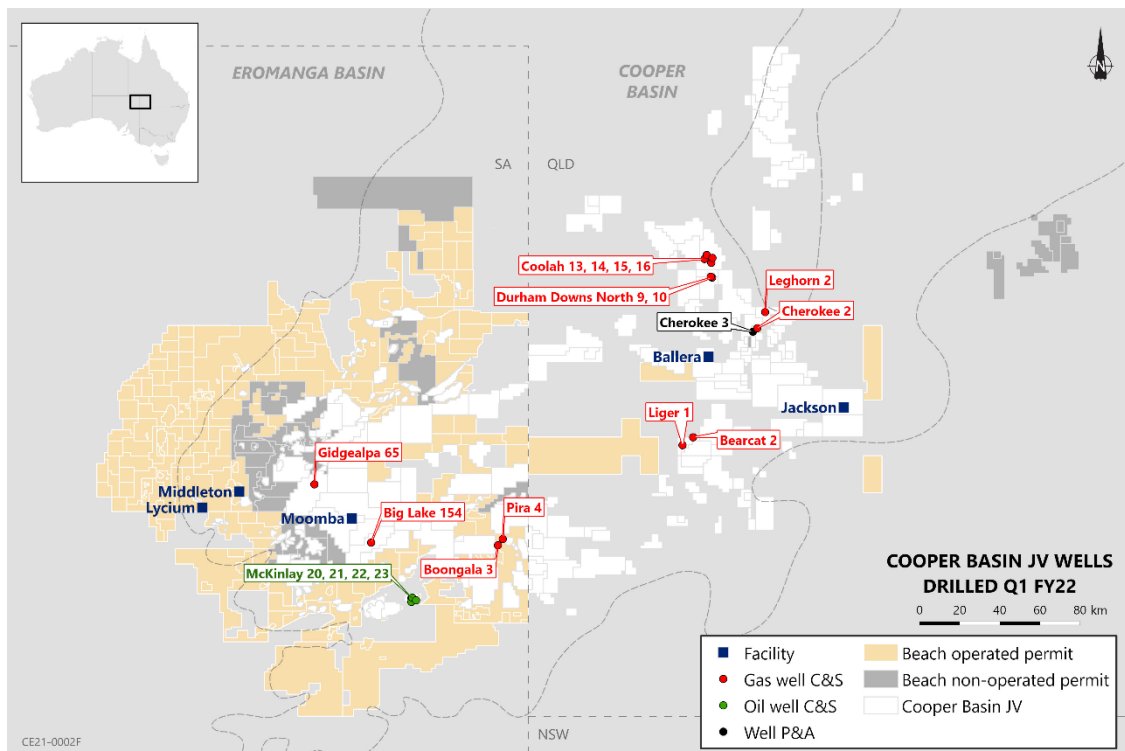 EROMANGA BASIN
COOPER
BASIN
N
SA
QLD
Coolah 13, 14, 15, 16
Durham Downs North 9, 10
Leghorn 2
Cherokee 2
Cherokee 3
Ballera
Jackson
Liger 1
Bearcat 2
Gidgealpa 65
Middleton
Lycium
Moomba
Big Lake 154
Pira 4
Boongala 3
McKinlay 20, 21, 22, 23
COOPER BASIN JV WELLS
DRILLED Q1 FY22
0 20 40 60 80 km
Facility
Gas well C&S
Oil well C&S
Well P&A
Beach operated permit
Beach non-operated permit
Cooper Basin JV
NSW
CE21-0002F